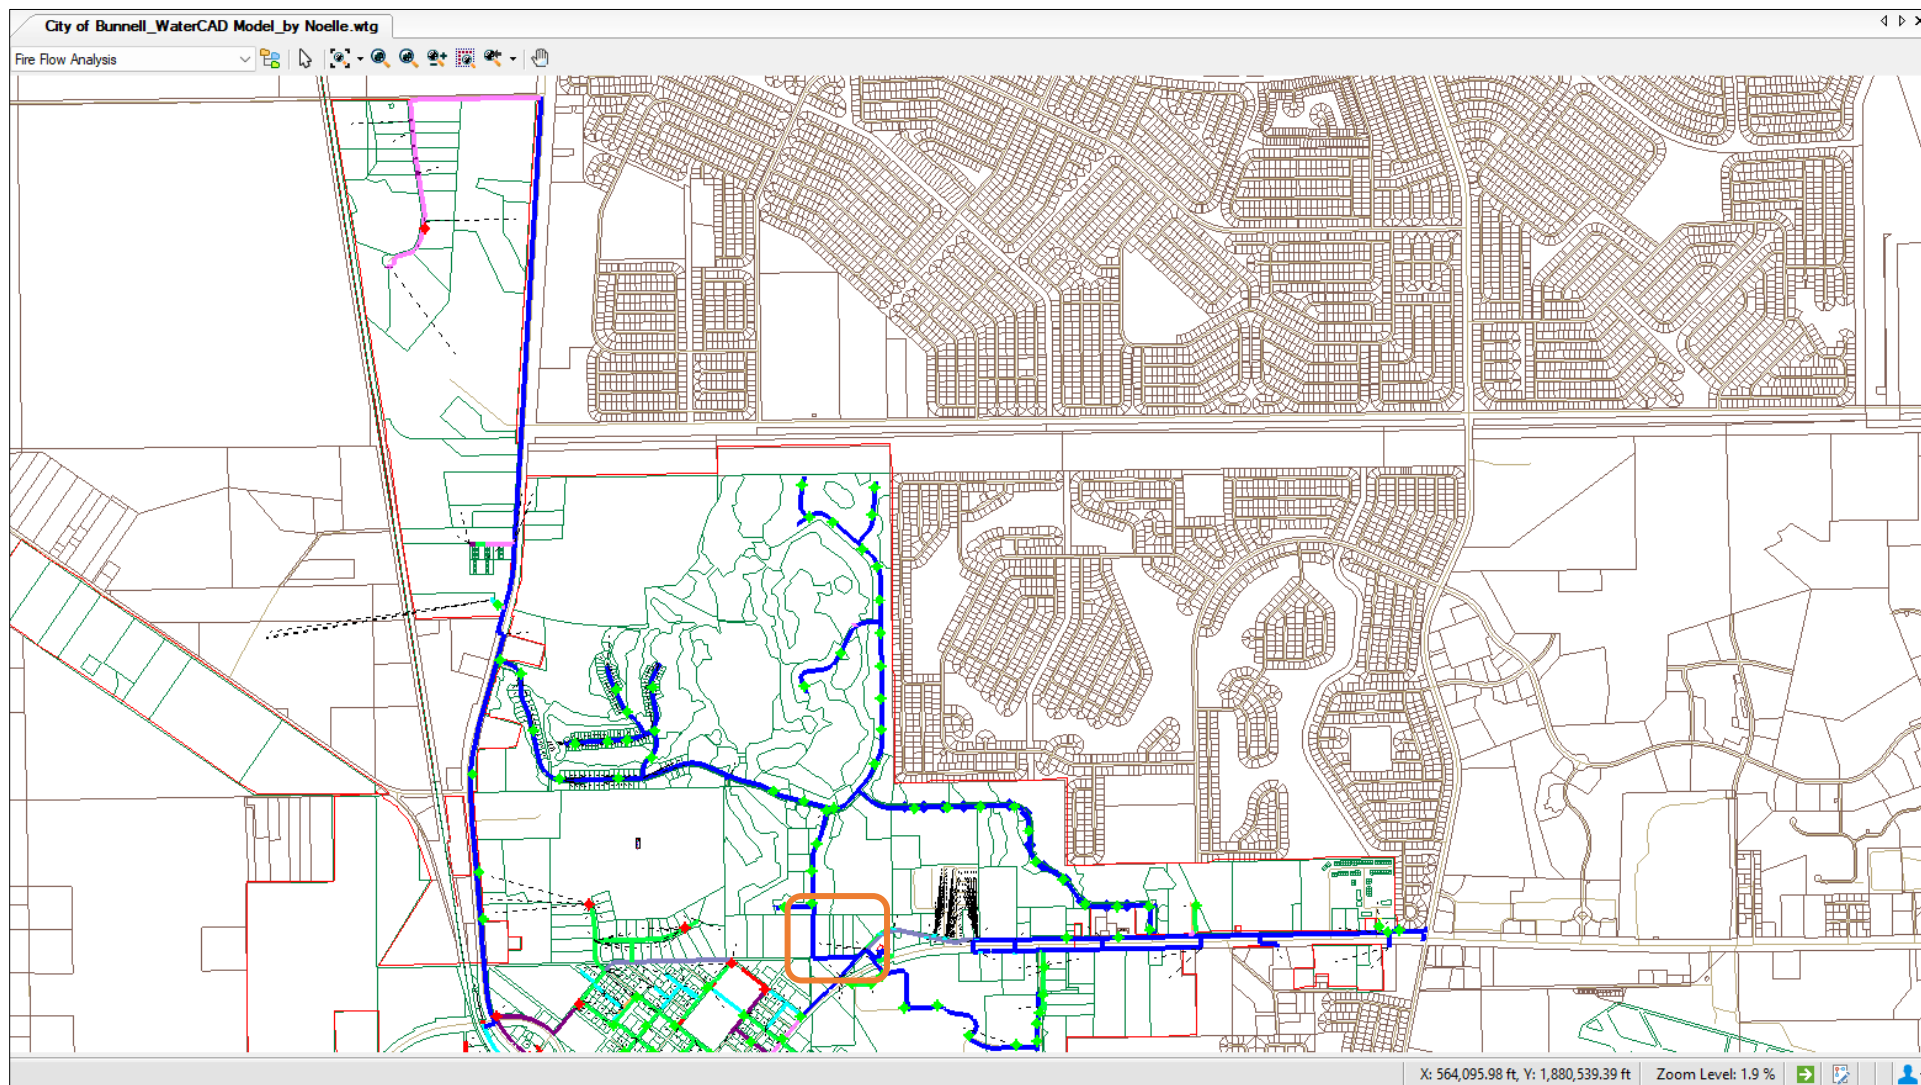 City of Bunnell_WaterCAD Model_by Noelle.wtg
Fire Flow Analysis
X: 564,095.98 ft, Y: 1,880,539.39 ft
Zoom Level: 1.9 %